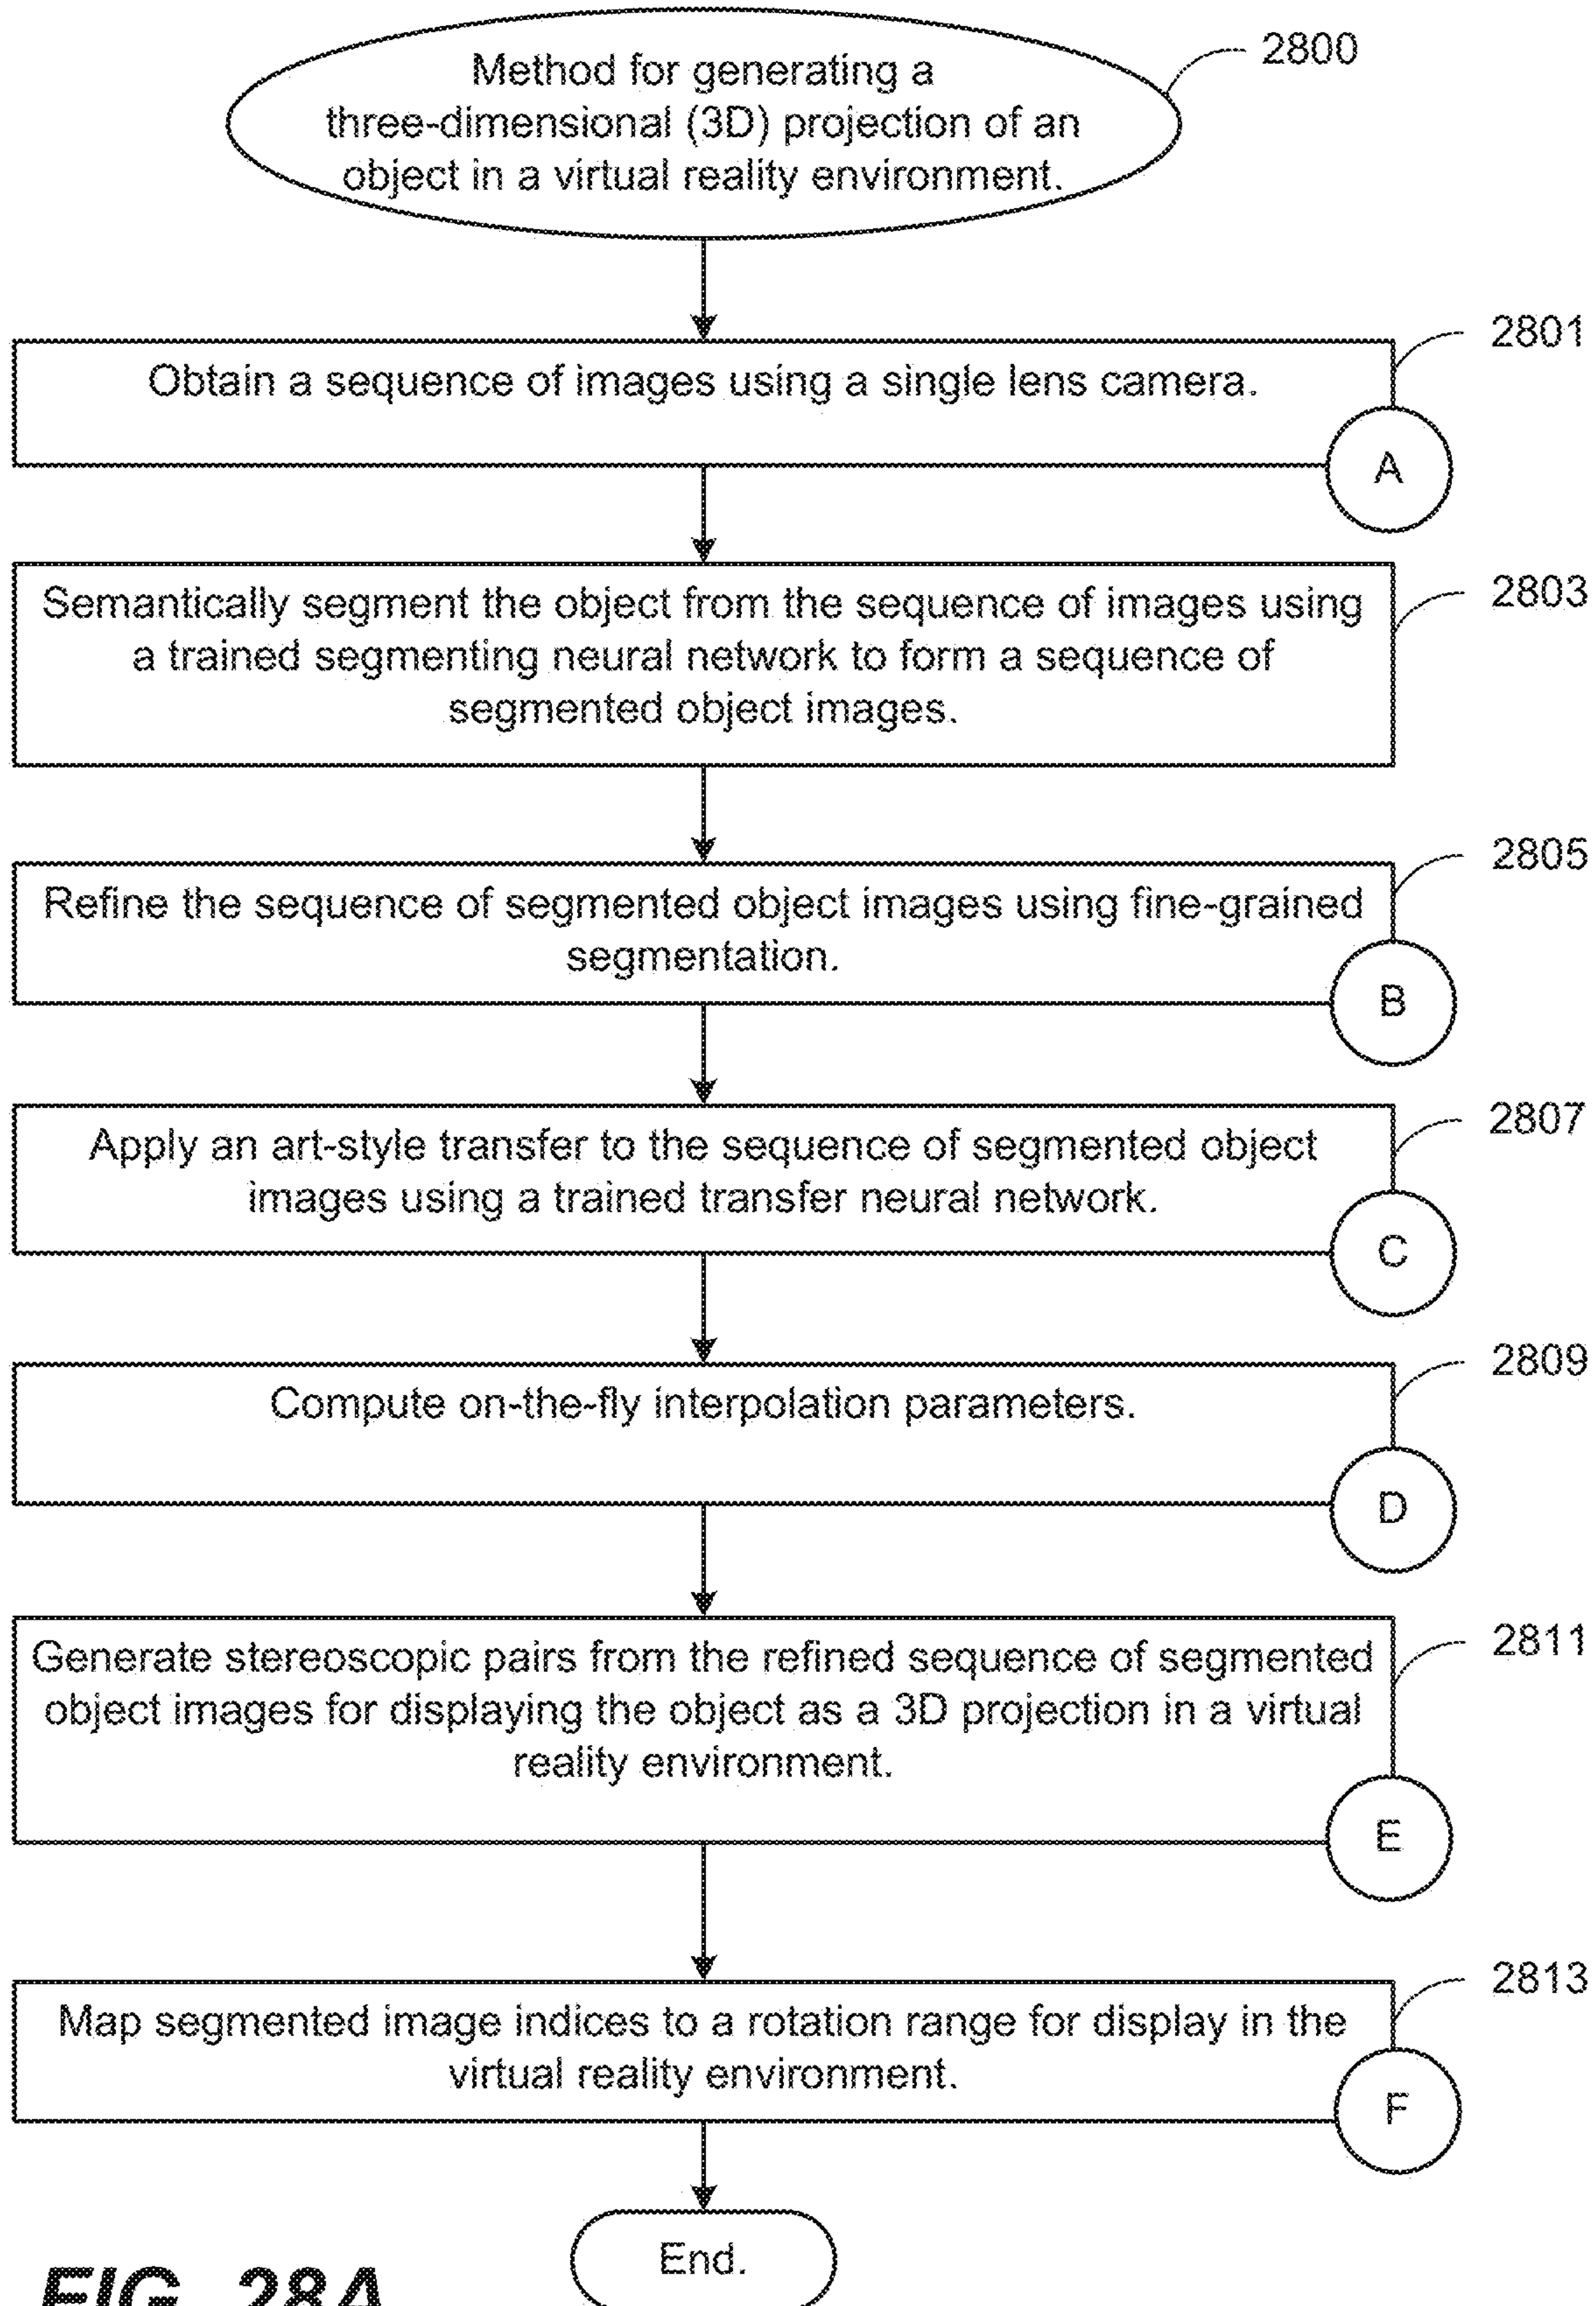 Method for generating a
three-dimensional (3D) projection of an
object in a virtual reality environment.
2800
2801
Obtain a sequence of images using a single lens camera.
A
2803
Semantically segment the object from the sequence of images using
a trained segmenting neural network to form a sequence of
segmented object images.
2805
Refine the sequence of segmented object images using fine-grained
segmentation.
B
2807
Apply an art-style transfer to the sequence of segmented object
images using a trained transfer neural network.
C
2809
Compute on-the-fly interpolation parameters.
D
2811
Generate stereoscopic pairs from the refined sequence of segmented
object images for displaying the object as a 3D projection in a virtual
reality environment.
E
2813
Map segmented image indices to a rotation range for display in the
virtual reality environment.
F
End.
FIG. 28A